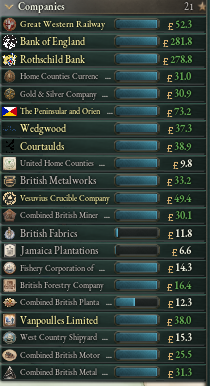 Companies 21
Great Western Railway £52.3
Bank of England £281.8
Rothschild Bank £278.8
Home Counties Currenc ... £31.0
Gold & Silver Company £30.9
The Peninsular and Orien ... £73.2
Wedgwood £37.3
Courtaulds £38.9
United Home Counties ... £9.8
British Metalworks £33.2
Vesuvius Crucible Company £49.4
Combined British Miner ... £30.1
British Fabrics £11.8
Jamaica Plantations £6.6
Fishery Corporation of ... £14.3
British Forestry Company £16.4
Combined British Planta ... £12.3
Vanpoulles Limited £38.0
West Country Shipyard ... £15.3
Combined British Motor ... £25.5
Combined British Metal ... £31.3